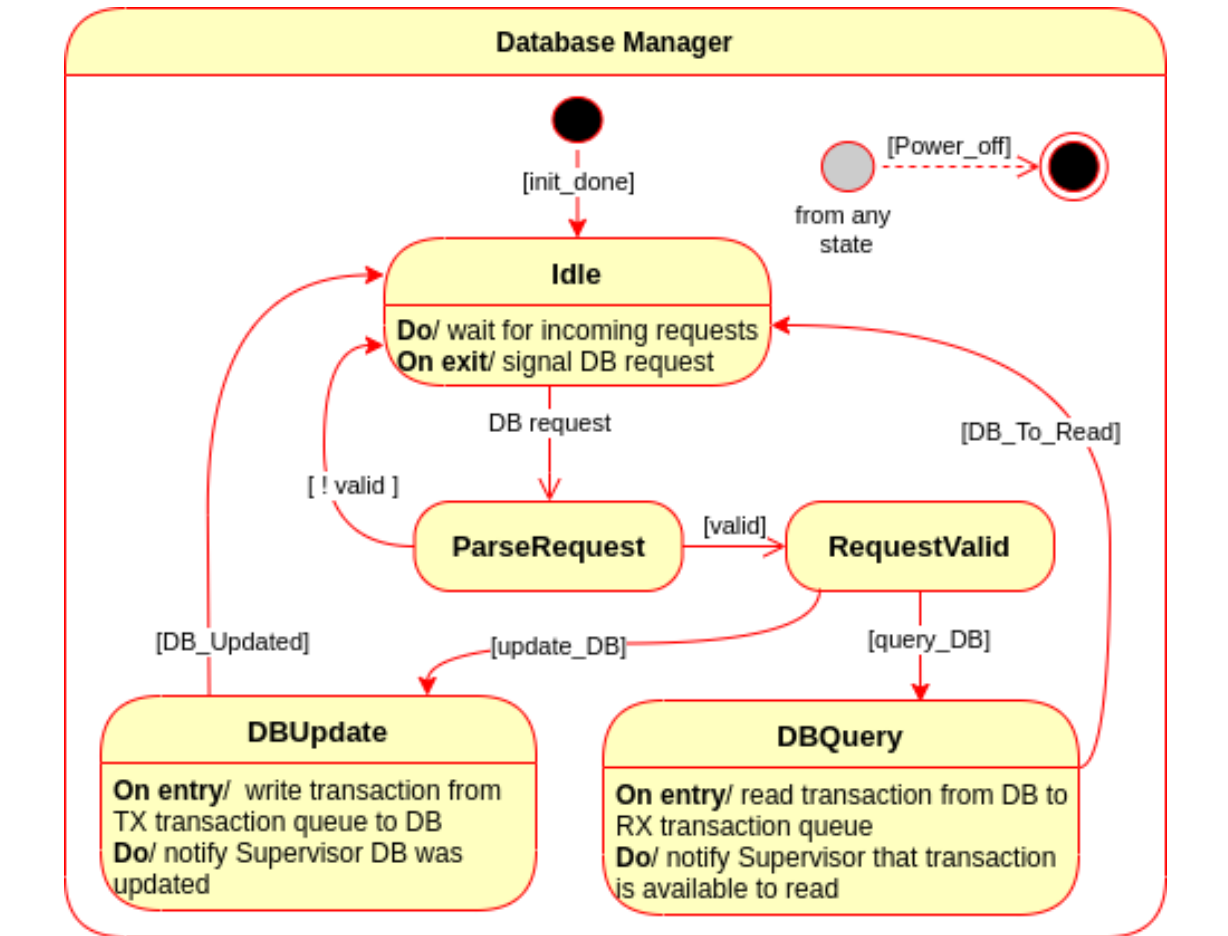 Database Manager
[init_done]
[Power_off]
from any
state
Idle
Do/ wait for incoming requests
On exit/ signal DB request
DB request
[DB_To_Read]
[ ! valid ]
[valid]
ParseRequest
RequestValid
[DB_Updated]
[update_DB]
[query_DB]
DBUpdate
On entry/ write transaction from
TX transaction queue to DB
Do/ notify Supervisor DB was
updated
DBQuery
On entry/ read transaction from DB to
RX transaction queue
Do/ notify Supervisor that transaction
is available to read